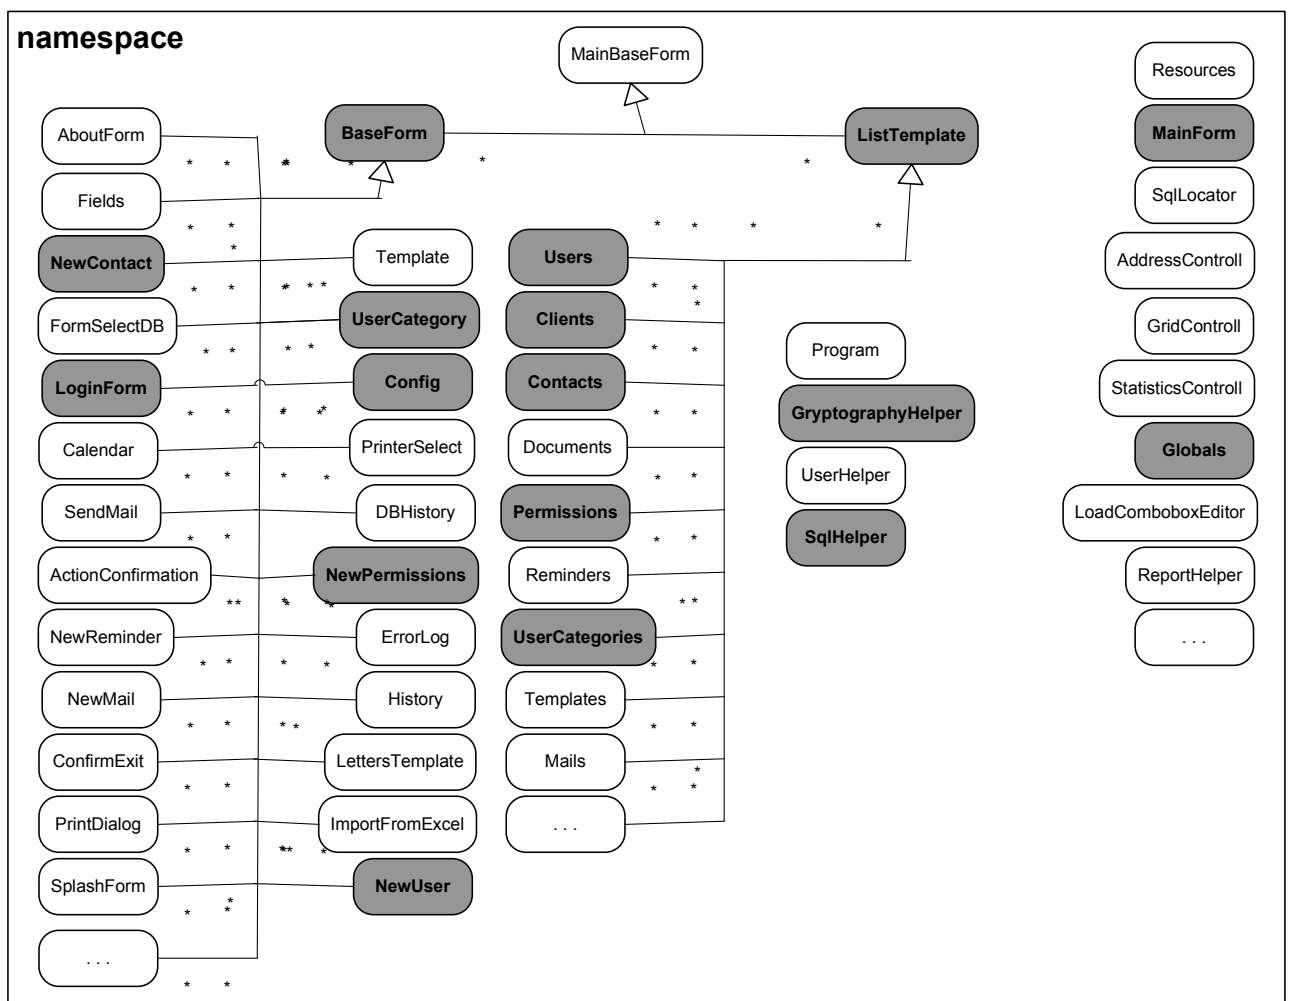 namespace
MainBaseForm
Resources
AboutForm
BaseForm
ListTemplate
MainForm
Fields
SqlLocator
NewContact
Template
Users
AddressControll
FormSelectDB
UserCategory
Clients
GridControll
Program
LoginForm
Config
Contacts
StatisticsControll
GryptographyHelper
Calendar
PrinterSelect
Documents
Globals
UserHelper
SendMail
DBHistory
Permissions
LoadComboboxEditor
SqlHelper
ActionConfirmation
NewPermissions
Reminders
ReportHelper
NewReminder
ErrorLog
UserCategories
. . .
NewMail
History
Templates
ConfirmExit
LettersTemplate
Mails
PrintDialog
ImportFromExcel
. . .
SplashForm
NewUser
. . .